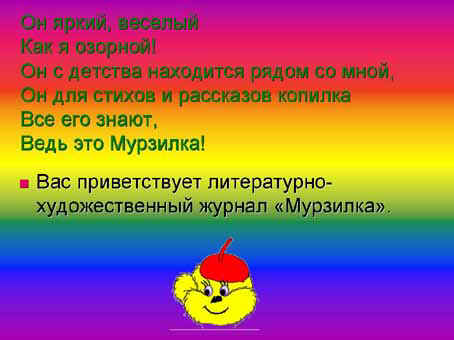 Он яркий, веселый
Как я озорной!
Он с детства находится рядом со мной,
Он для стихов и рассказов копилка
Все его знают,
Ведь это Мурзилка!
Вас приветствует литературно-
художественный журнал «Мурзилка».